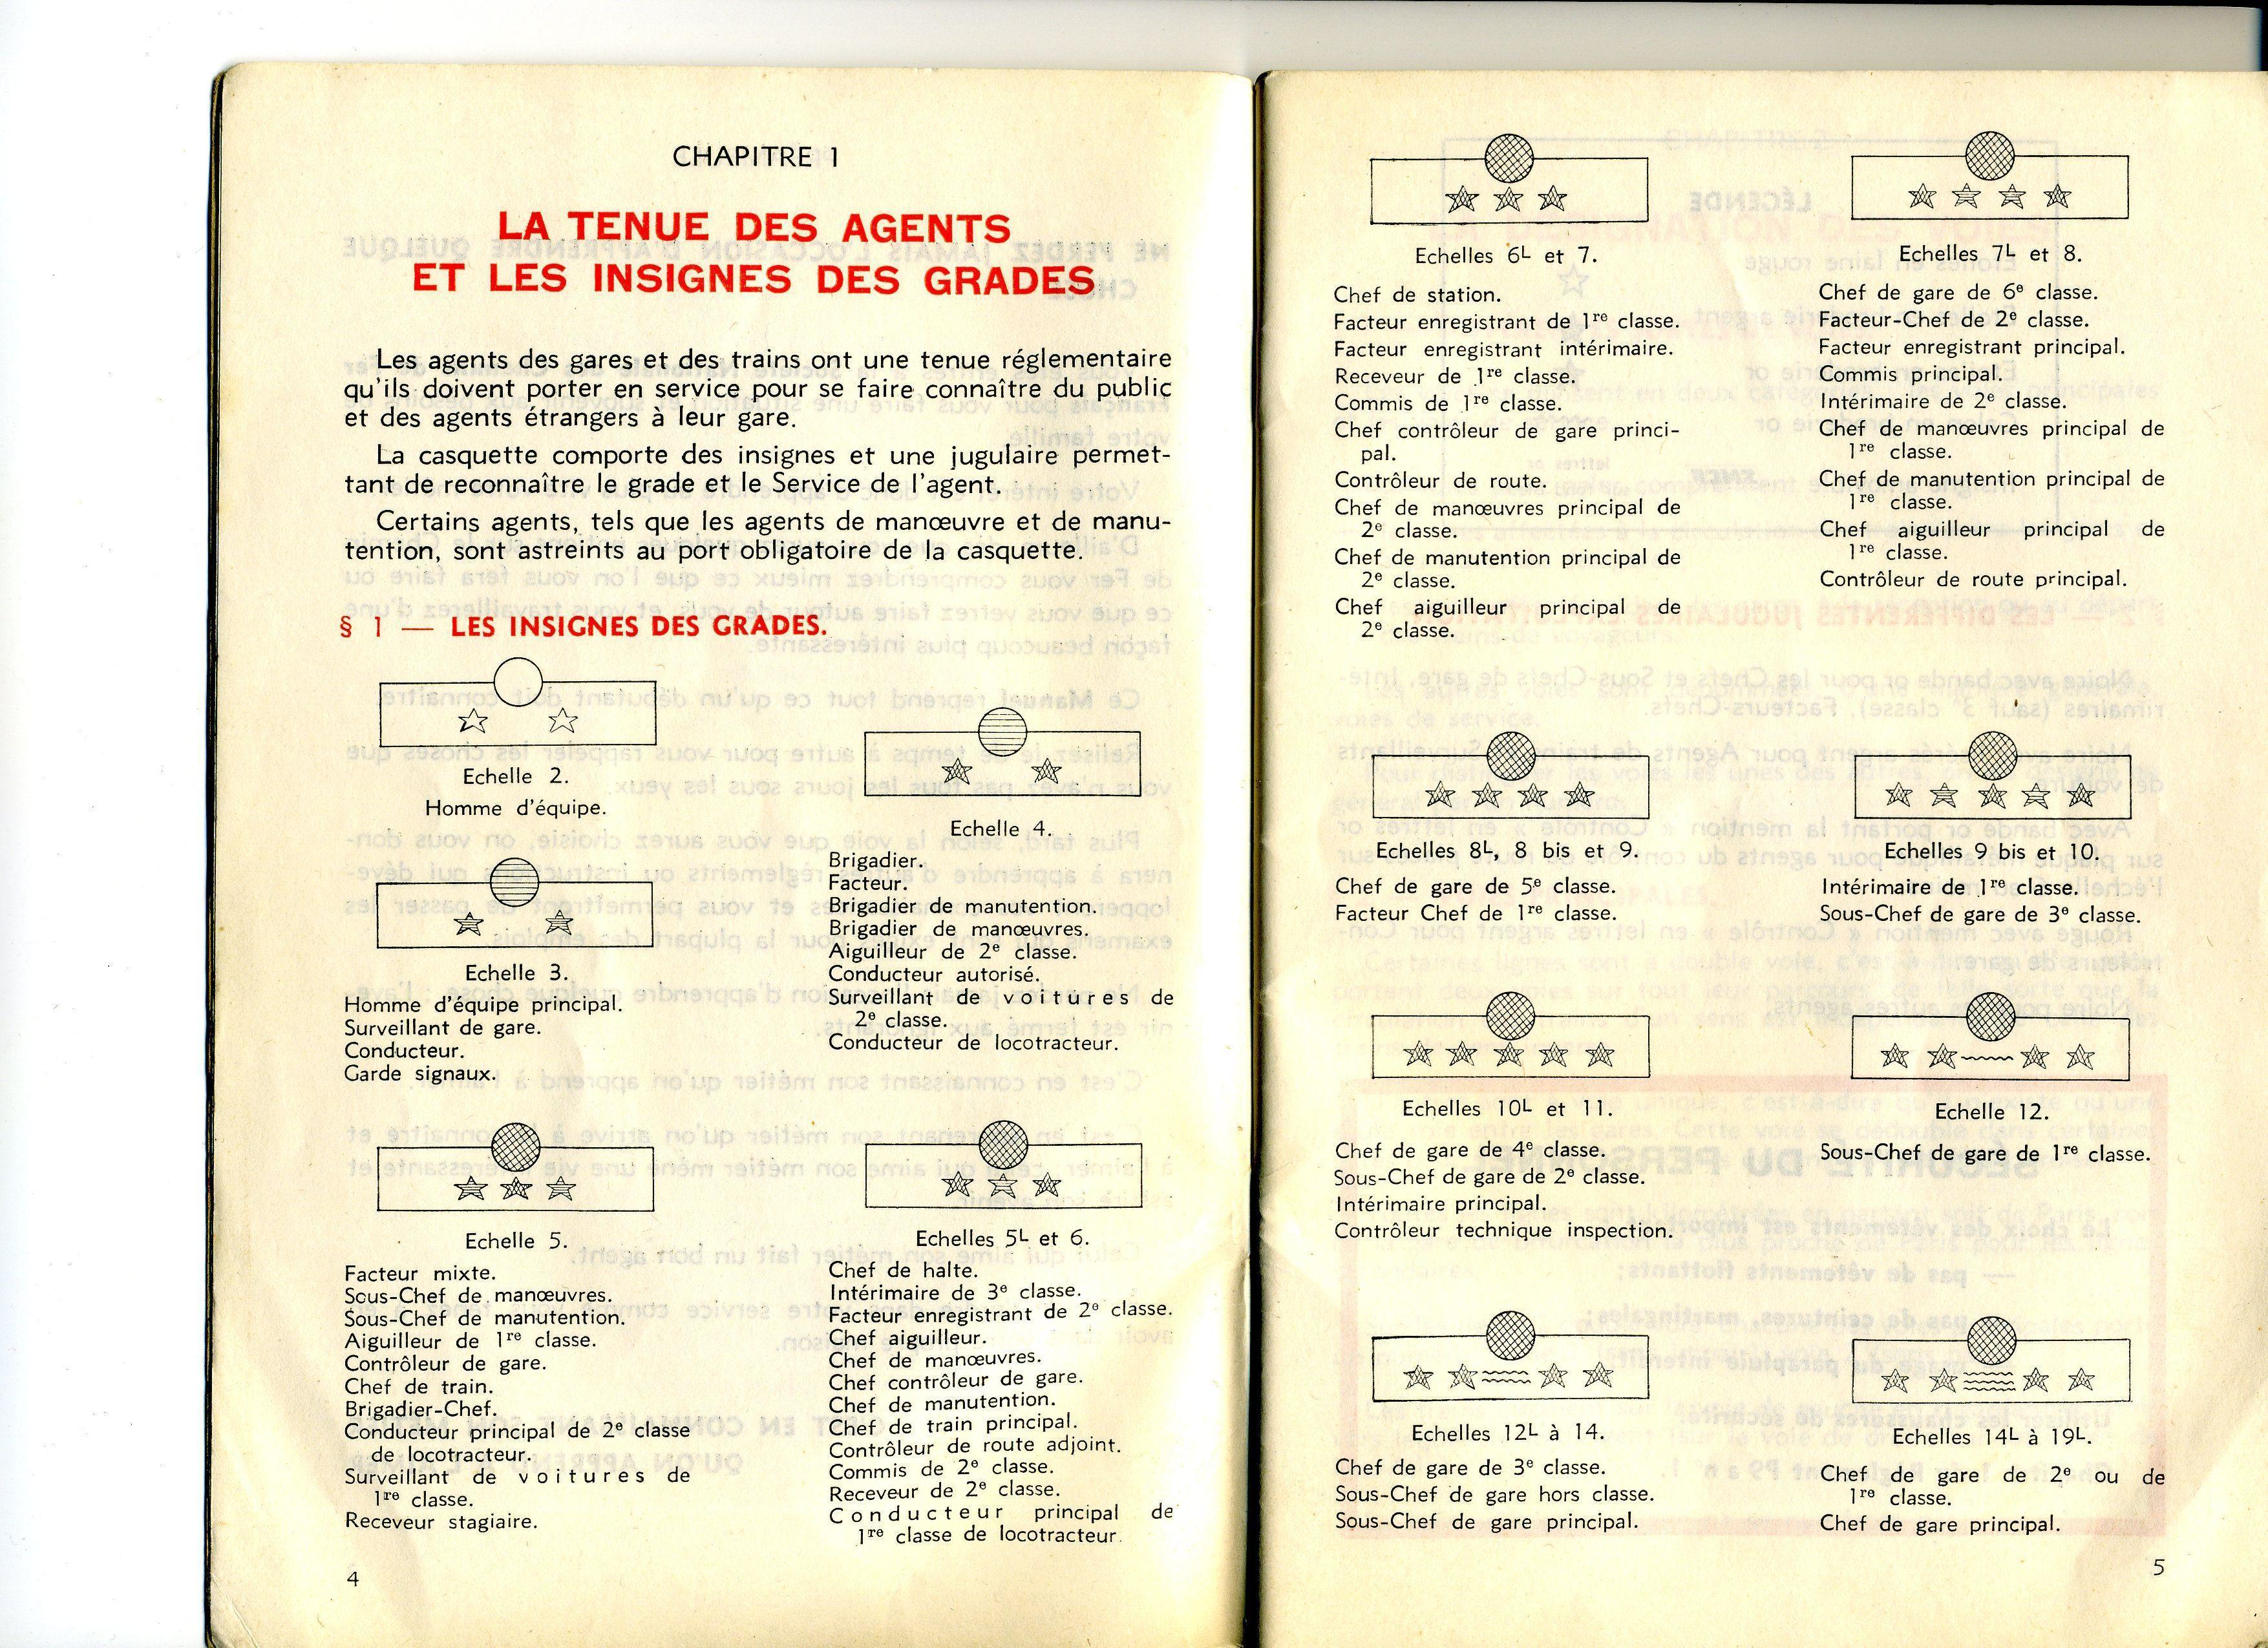 CHAPITRE 1
LA TENUE DES AGENTS
ET LES INSIGNES DES GRADES
Les agents des gares et des trains ont une tenue réglementaire
qu'ils doivent porter en service pour se faire connaître du public
et des agents étrangers à leur gare.
La casquette comporte des insignes et une jugulaire permet-
tant de reconnaître le grade et le Service de l'agent.
Certains agents, tels que les agents de manœuvre et de manu-
tention, sont astreints au port obligatoire de la casquette.
§ 1 — LES INSIGNES DES GRADES.
Echelle 2.
Homme d'équipe.
Echelle 3.
Homme d'équipe principal.
Surveillant de gare.
Conducteur.
Garde signaux.
Echelle 4.
Brigadier.
Facteur.
Brigadier de manutention.
Brigadier de manœuvres.
Aiguilleur de 2e classe.
Conducteur autorisé.
Surveillant de voitures de
2e classe.
Conducteur de locotracteur.
Echelle 5.
Facteur mixte.
Sous-Chef de manœuvres.
Sous-Chef de manutention.
Aiguilleur de 1re classe.
Contrôleur de gare.
Chef de train.
Brigadier-Chef.
Conducteur principal de 2e classe
de locotracteur.
Surveillant de voitures de
1re classe.
Receveur stagiaire.
Echelles 5L et 6.
Chef de halte.
Intérimaire de 3e classe.
Facteur enregistrant de 2e classe.
Chef aiguilleur.
Chef de manœuvres.
Chef contrôleur de gare.
Chef de manutention.
Chef de train principal.
Contrôleur de route adjoint.
Commis de 2e classe.
Receveur de 2e classe.
Conducteur principal de
1re classe de locotracteur.
4
Echelles 6L et 7.
Chef de station.
Facteur enregistrant de 1re classe.
Facteur enregistrant intérimaire.
Receveur de 1re classe.
Commis de 1re classe.
Chef contrôleur de gare princi-
pal.
Contrôleur de route.
Chef de manœuvres principal de
2e classe.
Chef de manutention principal de
2e classe.
Chef aiguilleur principal de
2e classe.
Echelles 7L et 8.
Chef de gare de 6e classe.
Facteur-Chef de 2e classe.
Facteur enregistrant principal.
Commis principal.
Intérimaire de 2e classe.
Chef de manœuvres principal de
1re classe.
Chef de manutention principal de
1re classe.
Chef aiguilleur principal de
1re classe.
Contrôleur de route principal.
Echelles 8L, 8 bis et 9.
Chef de gare de 5e classe.
Facteur Chef de 1re classe.
Echelles 9 bis et 10.
Intérimaire de 1re classe.
Sous-Chef de gare de 3e classe.
Echelles 10L et 11.
Chef de gare de 4e classe.
Sous-Chef de gare de 2e classe.
Intérimaire principal.
Contrôleur technique inspection.
Echelle 12.
Sous-Chef de gare de 1re classe.
Echelles 12L à 14.
Chef de gare de 3e classe.
Sous-Chef de gare hors classe.
Sous-Chef de gare principal.
Echelles 14L à 19L.
Chef de gare de 2e ou de
1re classe.
Chef de gare principal.
5